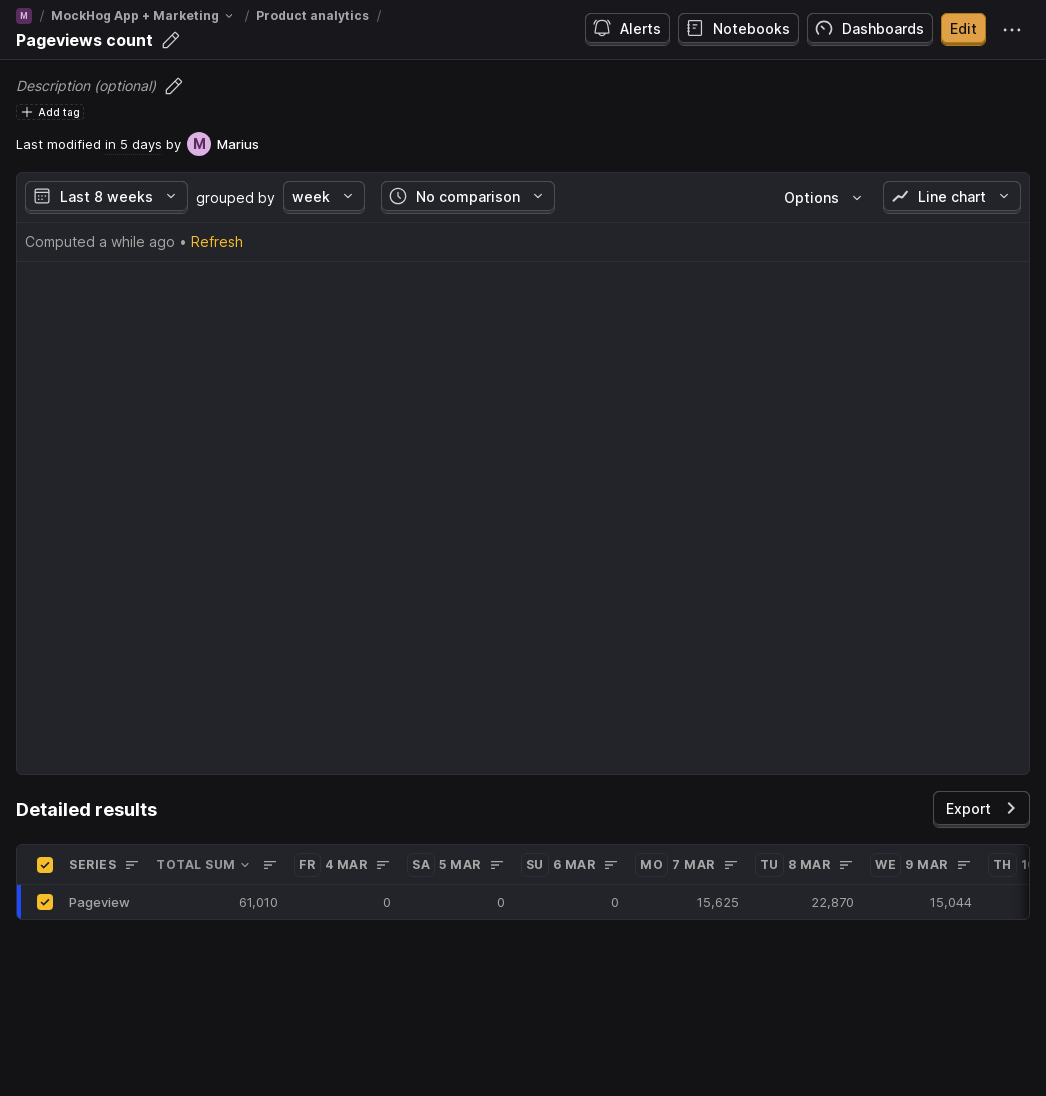 M / MockHog App + Marketing / Product analytics /
Pageviews count
Alerts Notebooks Dashboards Edit
Description (optional)
Add tag
Last modified in 5 days by M Marius
Last 8 weeks grouped by week No comparison Options Line chart
Computed a while ago • Refresh
Detailed results Export
SERIES TOTAL SUM FR 4 MAR SA 5 MAR SU 6 MAR MO 7 MAR TU 8 MAR WE 9 MAR TH
Pageview 61,010 0 0 0 15,625 22,870 15,044